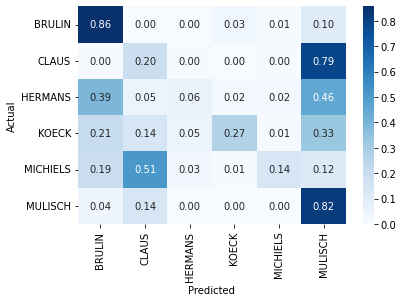 BRULIN 0.86 0.00 0.00 0.03 0.01 0.10
CLAUS 0.00 0.20 0.00 0.00 0.00 0.79
HERMANS 0.39 0.05 0.06 0.02 0.02 0.46
KOECK 0.21 0.14 0.05 0.27 0.01 0.33
MICHIELS 0.19 0.51 0.03 0.01 0.14 0.12
MULISCH 0.04 0.14 0.00 0.00 0.00 0.82
Actual
BRULIN CLAUS HERMANS KOECK MICHIELS MULISCH
Predicted
0.8
0.7
0.6
0.5
0.4
0.3
0.2
0.1
0.0